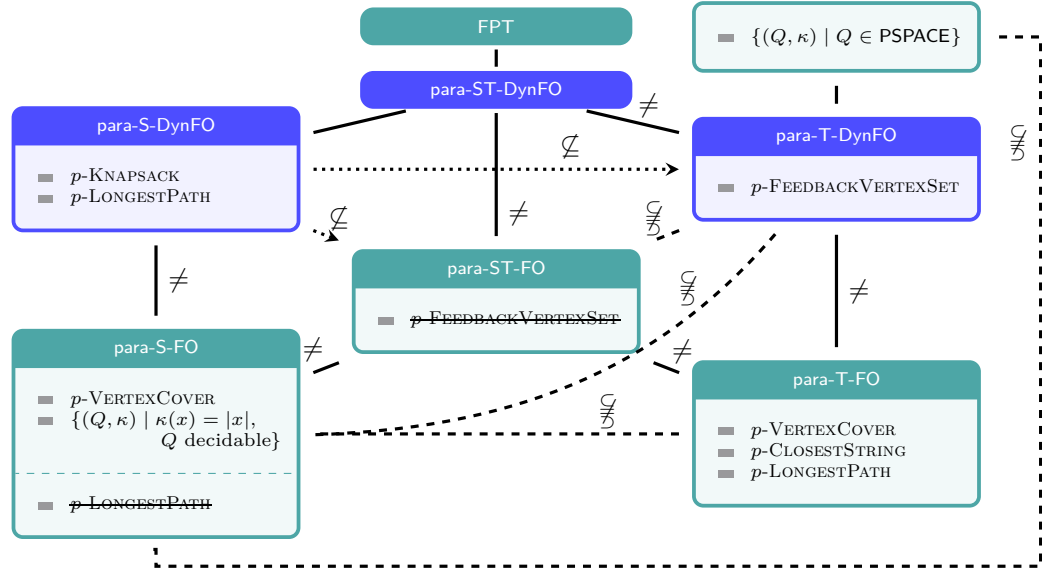 FPT
{(Q, κ) | Q ∈ PSPACE}
para-ST-DynFO
≠
para-S-DynFO
para-T-DynFO
⊈
p-KNAPSACK
p-LONGESTPATH
p-FEEDBACKVERTEXSET
⊈
≠
para-ST-FO
p-FEEDBACKVERTEXSET
≠
≠
para-S-FO
≠
≠
para-T-FO
p-VERTEXCOVER
{(Q, κ) | κ(x) = |x|,
Q decidable}
p-VERTEXCOVER
p-CLOSESTSTRING
p-LONGESTPATH
p-LONGESTPATH